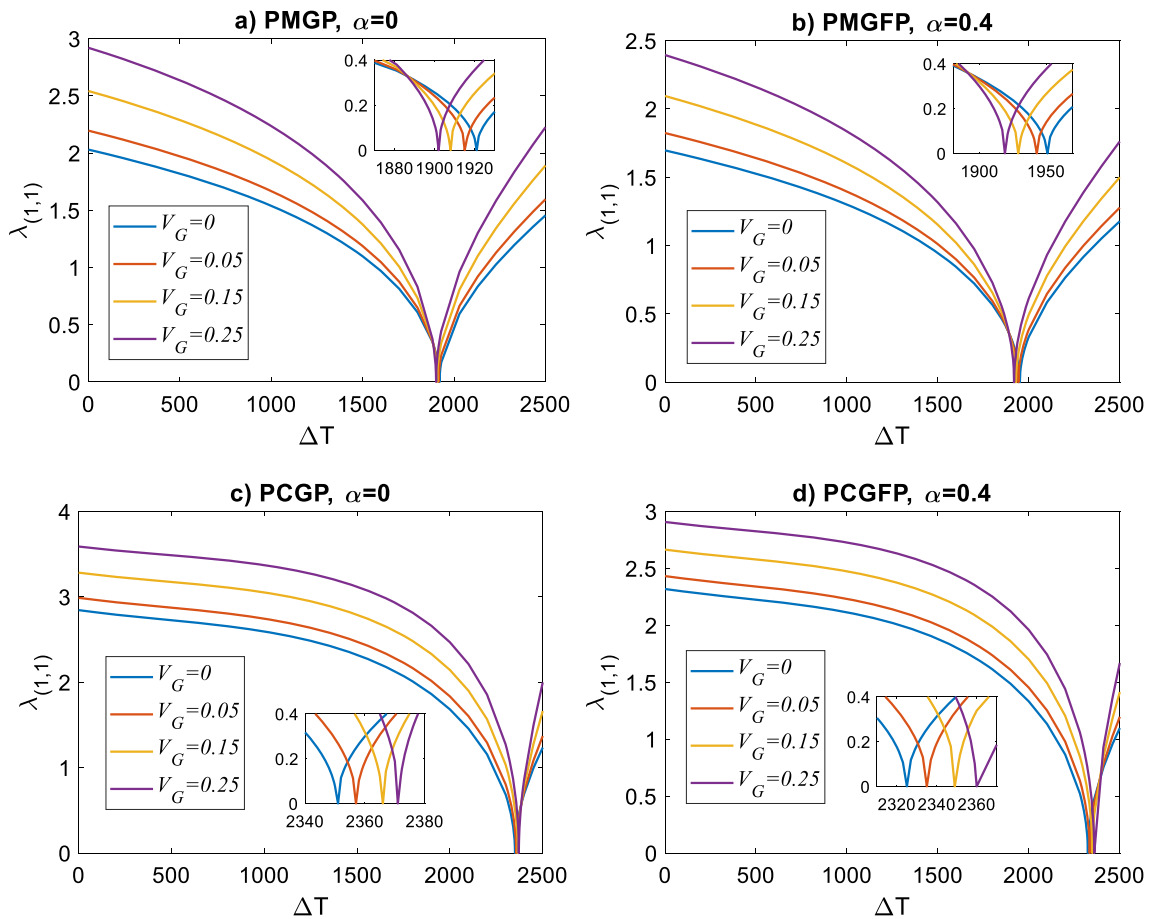 a) PMGP, α=0
3
2.5
2
1.5
1
0.5
0
0 500 1000 1500 2000 2500
λ(1,1)
ΔT
0.4
0.2
0
1880 1900 1920
V_G=0
V_G=0.05
V_G=0.15
V_G=0.25
b) PMGFP, α=0.4
2.5
2
1.5
1
0.5
0
0 500 1000 1500 2000 2500
λ(1,1)
ΔT
0.4
0.2
0
1900 1950
V_G=0
V_G=0.05
V_G=0.15
V_G=0.25
c) PCGP, α=0
4
3
2
1
0
0 500 1000 1500 2000 2500
λ(1,1)
ΔT
V_G=0
V_G=0.05
V_G=0.15
V_G=0.25
0.4
0.2
0
2340 2360 2380
d) PCGFP, α=0.4
3
2.5
2
1.5
1
0.5
0
0 500 1000 1500 2000 2500
λ(1,1)
ΔT
V_G=0
V_G=0.05
V_G=0.15
V_G=0.25
0.4
0.2
0
2320 2340 2360